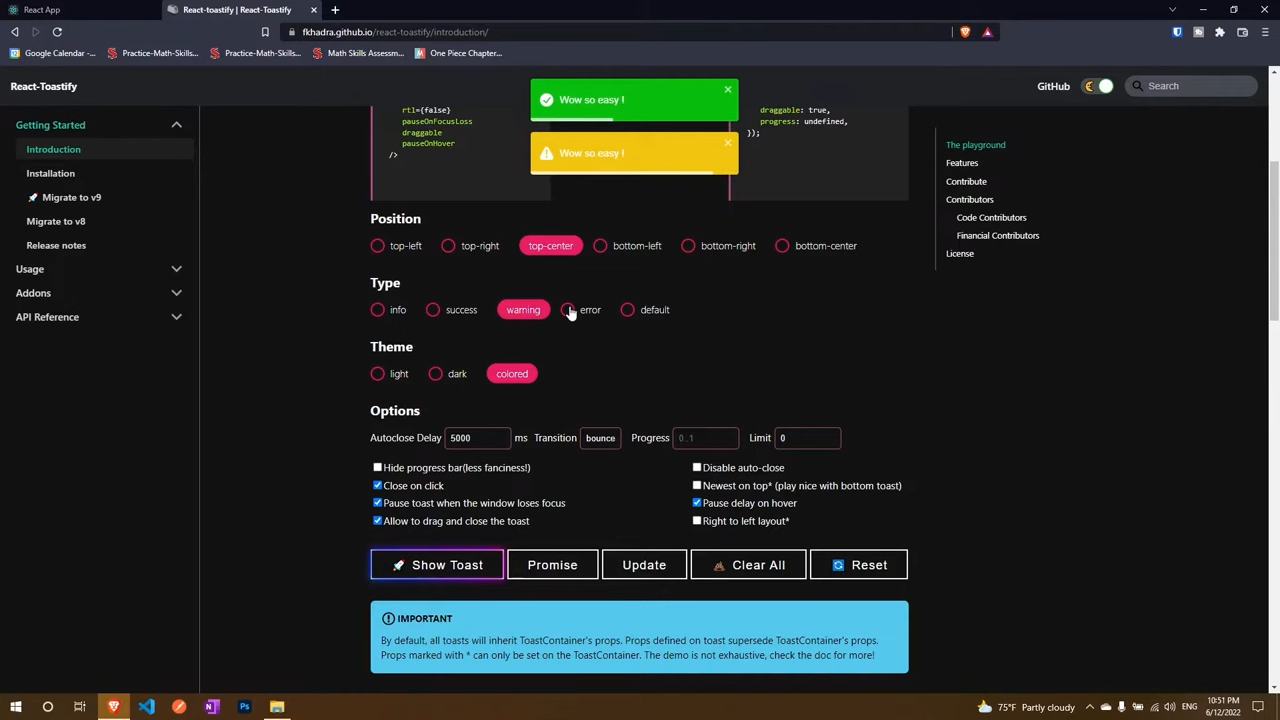 React App
React-toastify | React-Toastify
fkhadra.github.io/react-toastify/introduction/
Google Calendar -...
Practice-Math-Skills...
Practice-Math-Skills...
Math Skills Assessm...
One Piece Chapter...
React-Toastify
GitHub
Search
Getting Started
Introduction
Installation
Migrate to v9
Migrate to v8
Release notes
Usage
Addons
API Reference
rtl={false}
pauseOnFocusLoss
draggable
pauseOnHover
/>
Wow so easy !
Wow so easy !
draggable: true,
progress: undefined,
});
The playground
Features
Contribute
Contributors
Code Contributors
Financial Contributors
License
Position
top-left top-right top-center bottom-left bottom-right bottom-center
Type
info success warning error default
Theme
light dark colored
Options
Autoclose Delay 5000 ms Transition bounce Progress 0..1 Limit 0
Hide progress bar(less fanciness!) Disable auto-close
Close on click Newest on top* (play nice with bottom toast)
Pause toast when the window loses focus Pause delay on hover
Allow to drag and close the toast Right to left layout*
Show Toast Promise Update Clear All Reset
IMPORTANT
By default, all toasts will inherit ToastContainer's props. Props defined on toast supersede ToastContainer's props.
Props marked with * can only be set on the ToastContainer. The demo is not exhaustive, check the doc for more!
75°F Partly cloudy
ENG
10:51 PM
6/12/2022